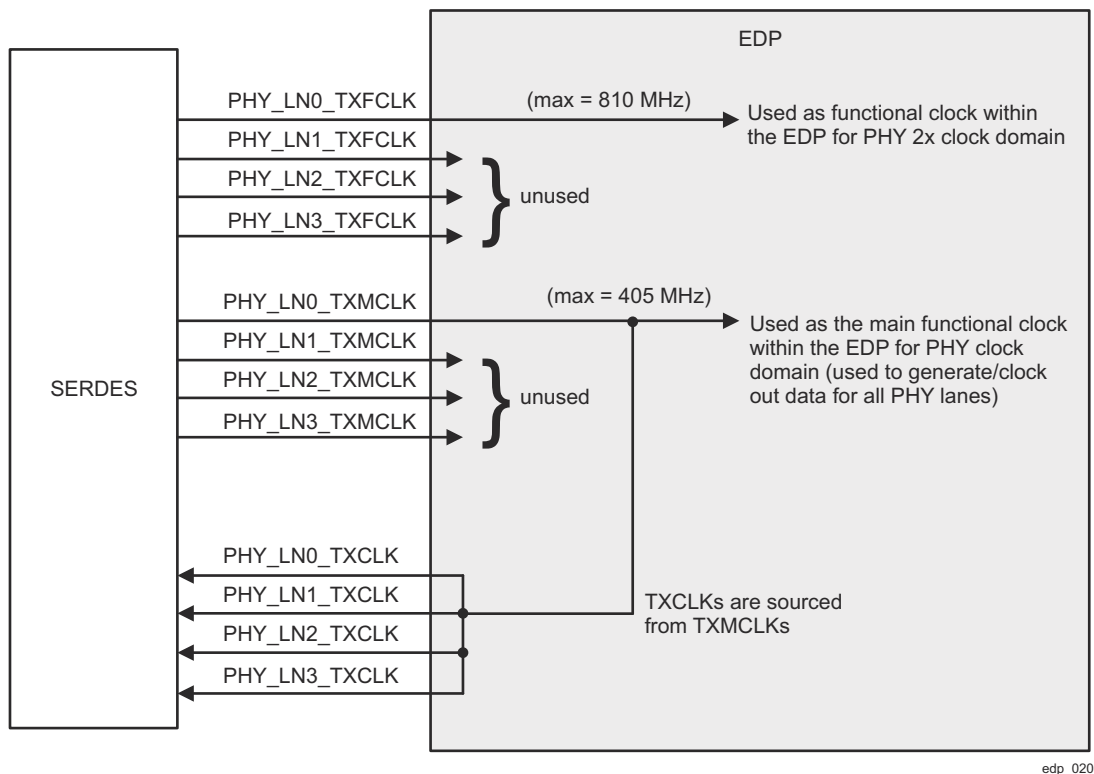 EDP
PHY_LN0_TXFCLK
(max = 810 MHz)
Used as functional clock within
the EDP for PHY 2x clock domain
PHY_LN1_TXFCLK
PHY_LN2_TXFCLK
unused
PHY_LN3_TXFCLK
PHY_LN0_TXMCLK
(max = 405 MHz)
Used as the main functional clock
within the EDP for PHY clock
domain (used to generate/clock
out data for all PHY lanes)
PHY_LN1_TXMCLK
SERDES
PHY_LN2_TXMCLK
unused
PHY_LN3_TXMCLK
PHY_LN0_TXCLK
PHY_LN1_TXCLK
TXCLKs are sourced
from TXMCLKs
PHY_LN2_TXCLK
PHY_LN3_TXCLK
edp_020